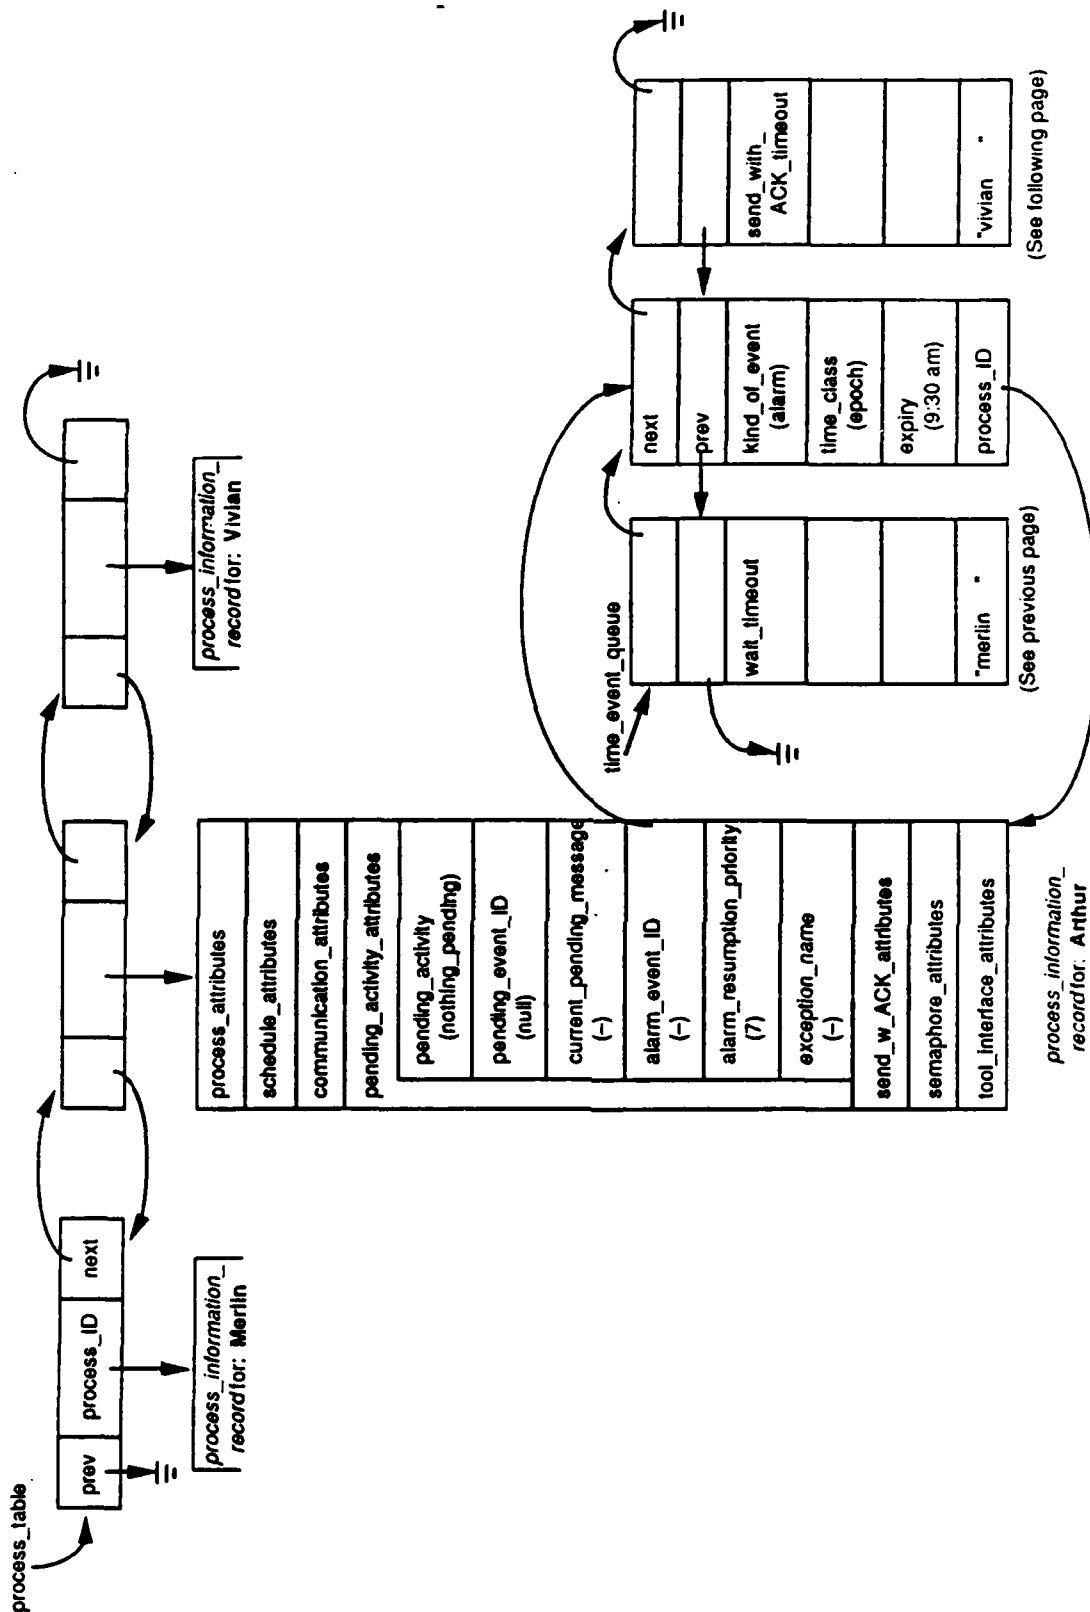 process_table
prev
process_ID
next
process_information_
record for: Merlin
process_information_
record for: Vivian
process_attributes
schedule_attributes
communication_attributes
pending_activity_attributes
pending_activity
(nothing_pending)
pending_event_ID
(null)
current_pending_message
(–)
alarm_event_ID
(–)
alarm_resumption_priority
(7)
exception_name
(–)
send_w_ACK_attributes
semaphore_attributes
tool_interface_attributes
process_information_
record for: Arthur
time_event_queue
wait_timeout
"merlin "
(See previous page)
next
prev
kind_of_event
(alarm)
time_class
(epoch)
expiry
(9:30 am)
process_ID
send_with_
ACK_timeout
"vivian "
(See following page)